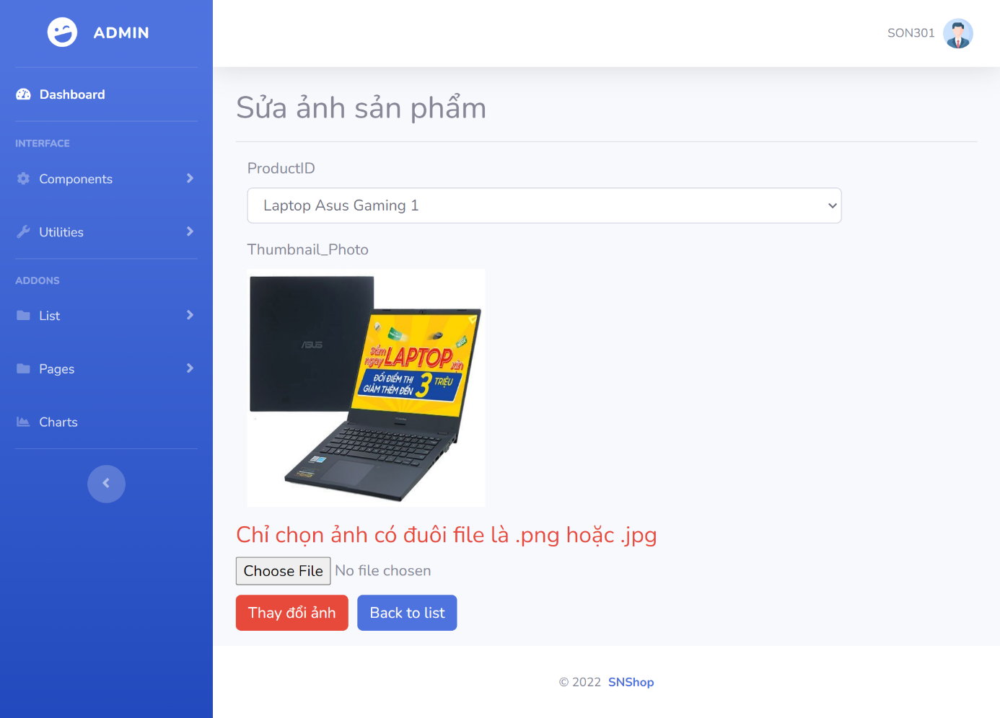 ADMIN
SON301
Dashboard
INTERFACE
Components
Utilities
ADDONS
List
Pages
Charts
Sửa ảnh sản phẩm
ProductID
Laptop Asus Gaming 1
Thumbnail_Photo
ASUS
sắm
ngay LAPTOP xịn
ĐỔI ĐIỂM THI
GIẢM THÊM ĐẾN 3 TRIỆU
Chỉ chọn ảnh có đuôi file là .png hoặc .jpg
Choose File No file chosen
Thay đổi ảnh
Back to list
© 2022 SNShop